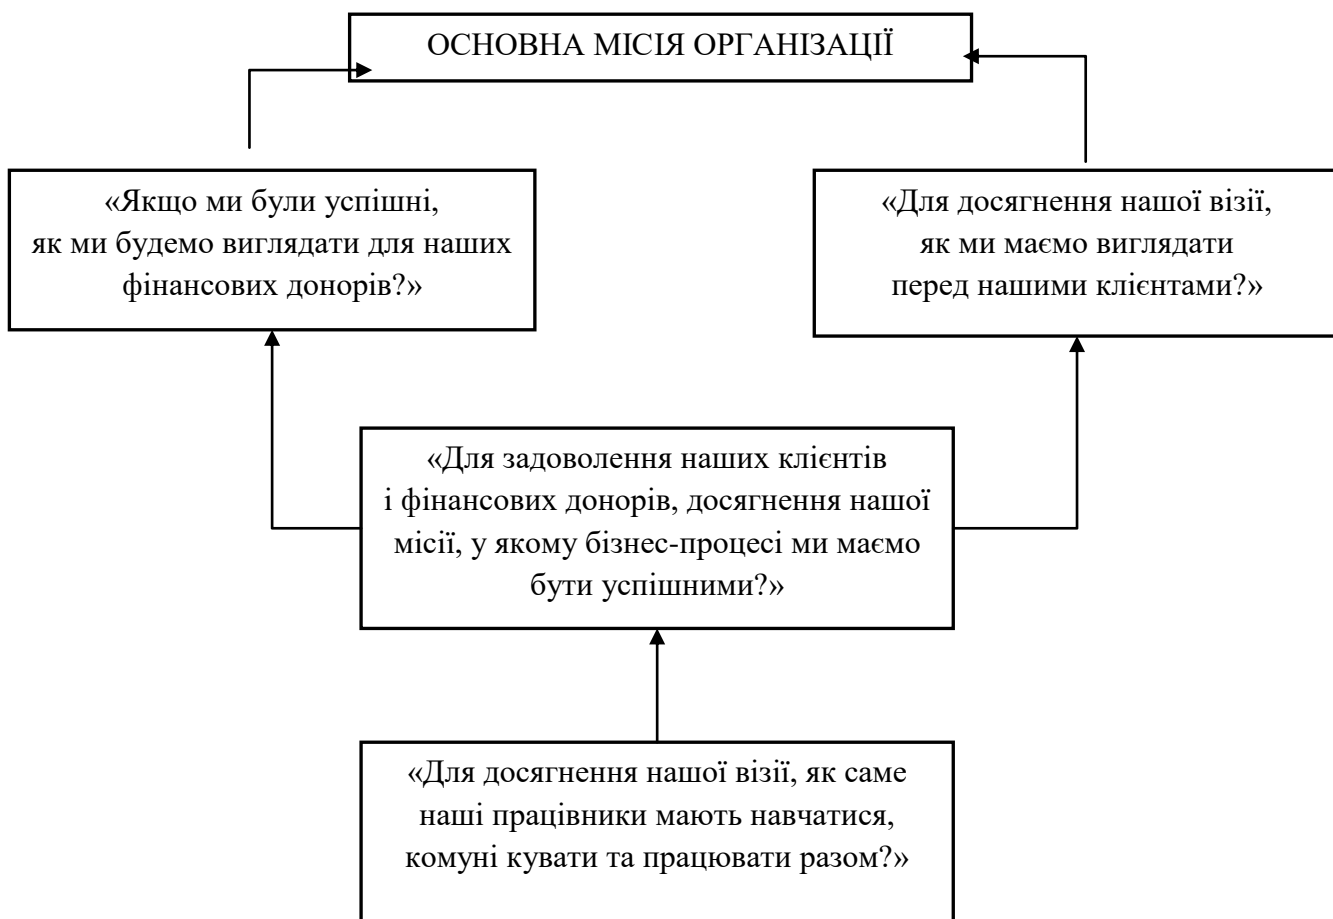 ОСНОВНА МІСІЯ ОРГАНІЗАЦІЇ
«Якщо ми були успішні,
як ми будемо виглядати для наших
фінансових донорів?»
«Для досягнення нашої візії,
як ми маємо виглядати
перед нашими клієнтами?»
«Для задоволення наших клієнтів
і фінансових донорів, досягнення нашої
місії, у якому бізнес-процесі ми маємо
бути успішними?»
«Для досягнення нашої візії, як саме
наші працівники мають навчатися,
комуні кувати та працювати разом?»